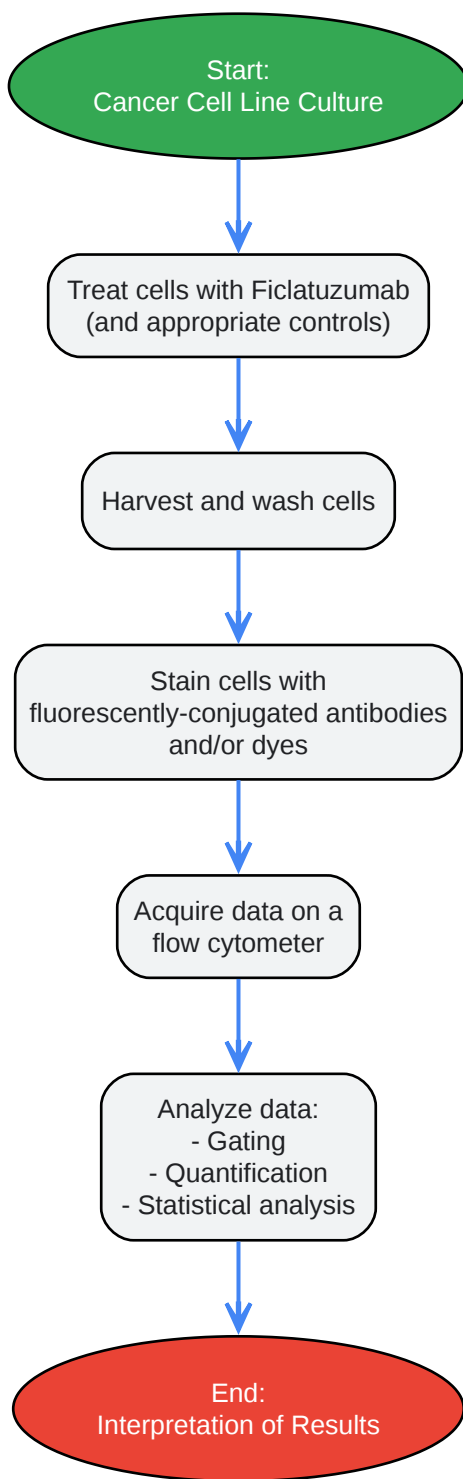 Start:
Cancer Cell Line Culture
Treat cells with Ficlatuzumab
(and appropriate controls)
Harvest and wash cells
Stain cells with
fluorescently-conjugated antibodies
and/or dyes
Acquire data on a
flow cytometer
Analyze data:
- Gating
- Quantification
- Statistical analysis
End:
Interpretation of Results